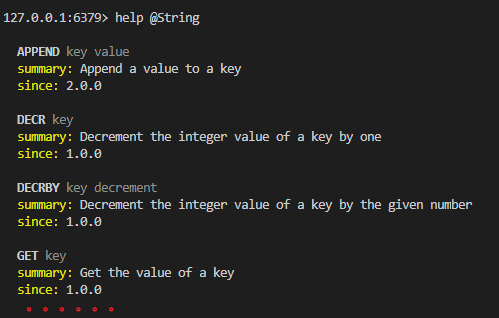 127.0.0.1:6379> help @String
APPEND key value
summary: Append a value to a key
since: 2.0.0
DECR key
summary: Decrement the integer value of a key by one
since: 1.0.0
DECRBY key decrement
summary: Decrement the integer value of a key by the given number
since: 1.0.0
GET key
summary: Get the value of a key
since: 1.0.0
。。。。。。